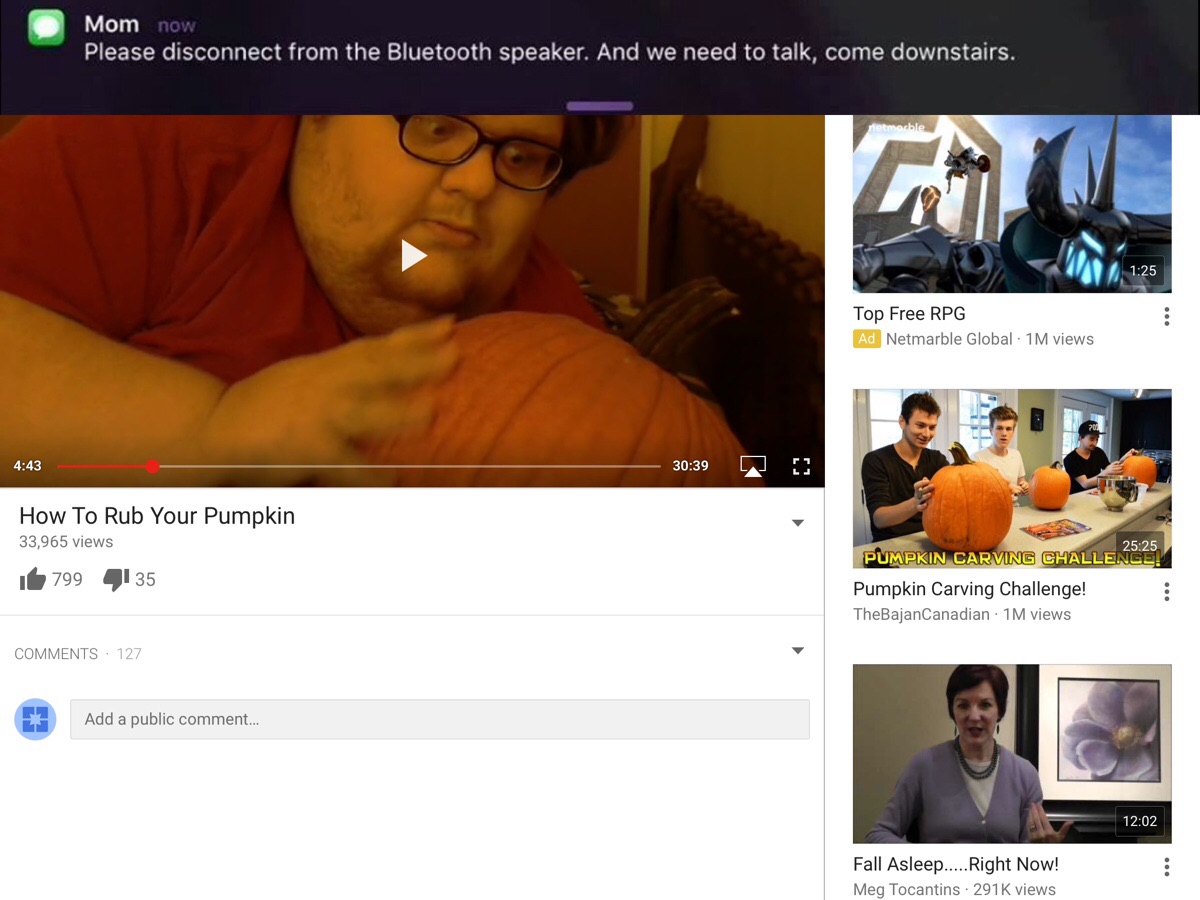 Mom now
Please disconnect from the Bluetooth speaker. And we need to talk, come downstairs.
4:43
30:39
How To Rub Your Pumpkin
33,965 views
799 35
COMMENTS · 127
Add a public comment...
netmarble
1:25
Top Free RPG
Ad Netmarble Global · 1M views
25:25
PUMPKIN CARVING CHALLENGE!
Pumpkin Carving Challenge!
TheBajanCanadian · 1M views
12:02
Fall Asleep.....Right Now!
Meg Tocantins · 291K views